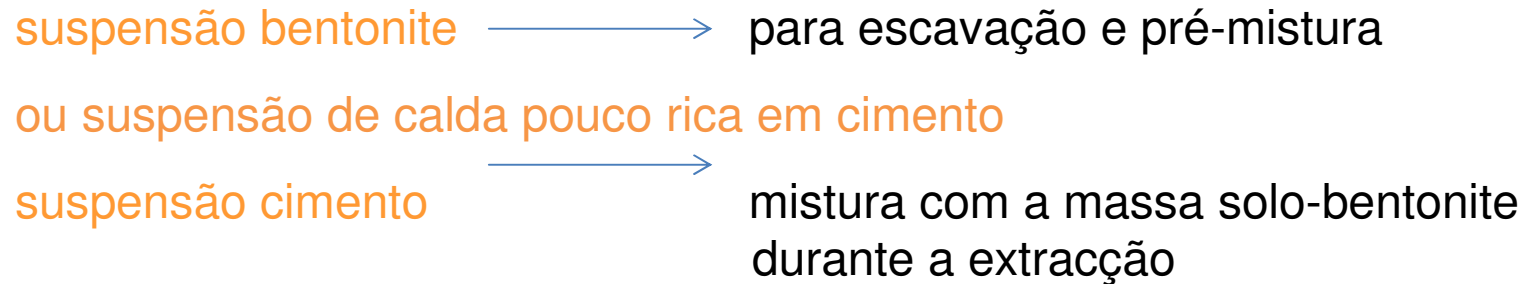 suspensão bentonite para escavação e pré-mistura
ou suspensão de calda pouco rica em cimento
suspensão cimento mistura com a massa solo-bentonite
durante a extracção